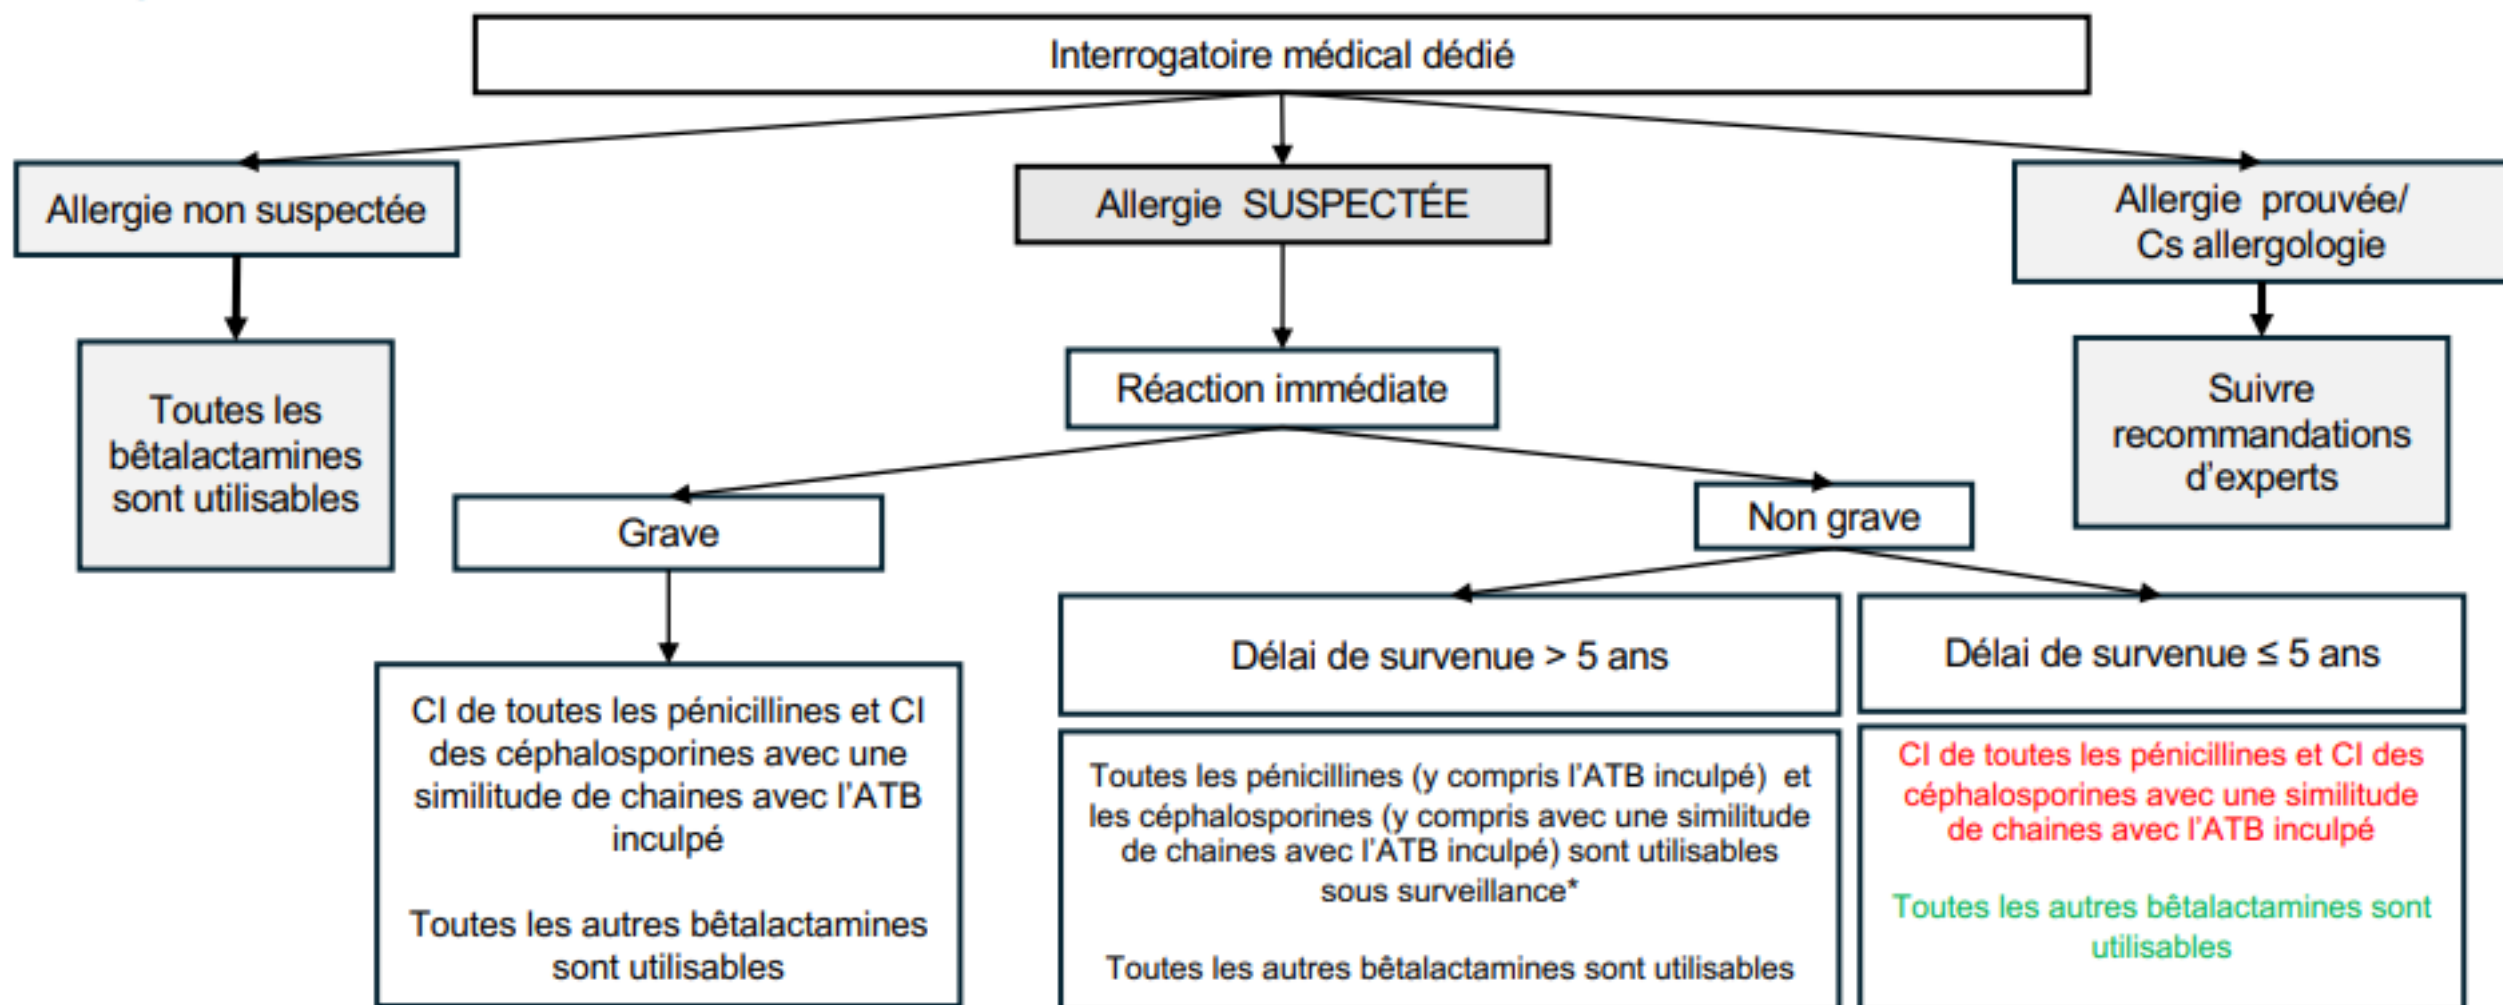 Interrogatoire médical dédié
Allergie non suspectée
Allergie SUSPECTÉE
Allergie prouvée/
Cs allergologie
Toutes les
bêtalactamines
sont utilisables
Réaction immédiate
Suivre
recommandations
d'experts
Grave
Non grave
Délai de survenue > 5 ans
Délai de survenue ≤ 5 ans
CI de toutes les pénicillines et CI
des céphalosporines avec une
similitude de chaines avec l'ATB
inculpé
Toutes les autres bêtalactamines
sont utilisables
Toutes les pénicillines (y compris l'ATB inculpé) et
les céphalosporines (y compris avec une similitude
de chaines avec l'ATB inculpé) sont utilisables
sous surveillance*
Toutes les autres bêtalactamines sont utilisables
CI de toutes les pénicillines et CI des
céphalosporines avec une similitude
de chaines avec l'ATB inculpé
Toutes les autres bêtalactamines sont
utilisables